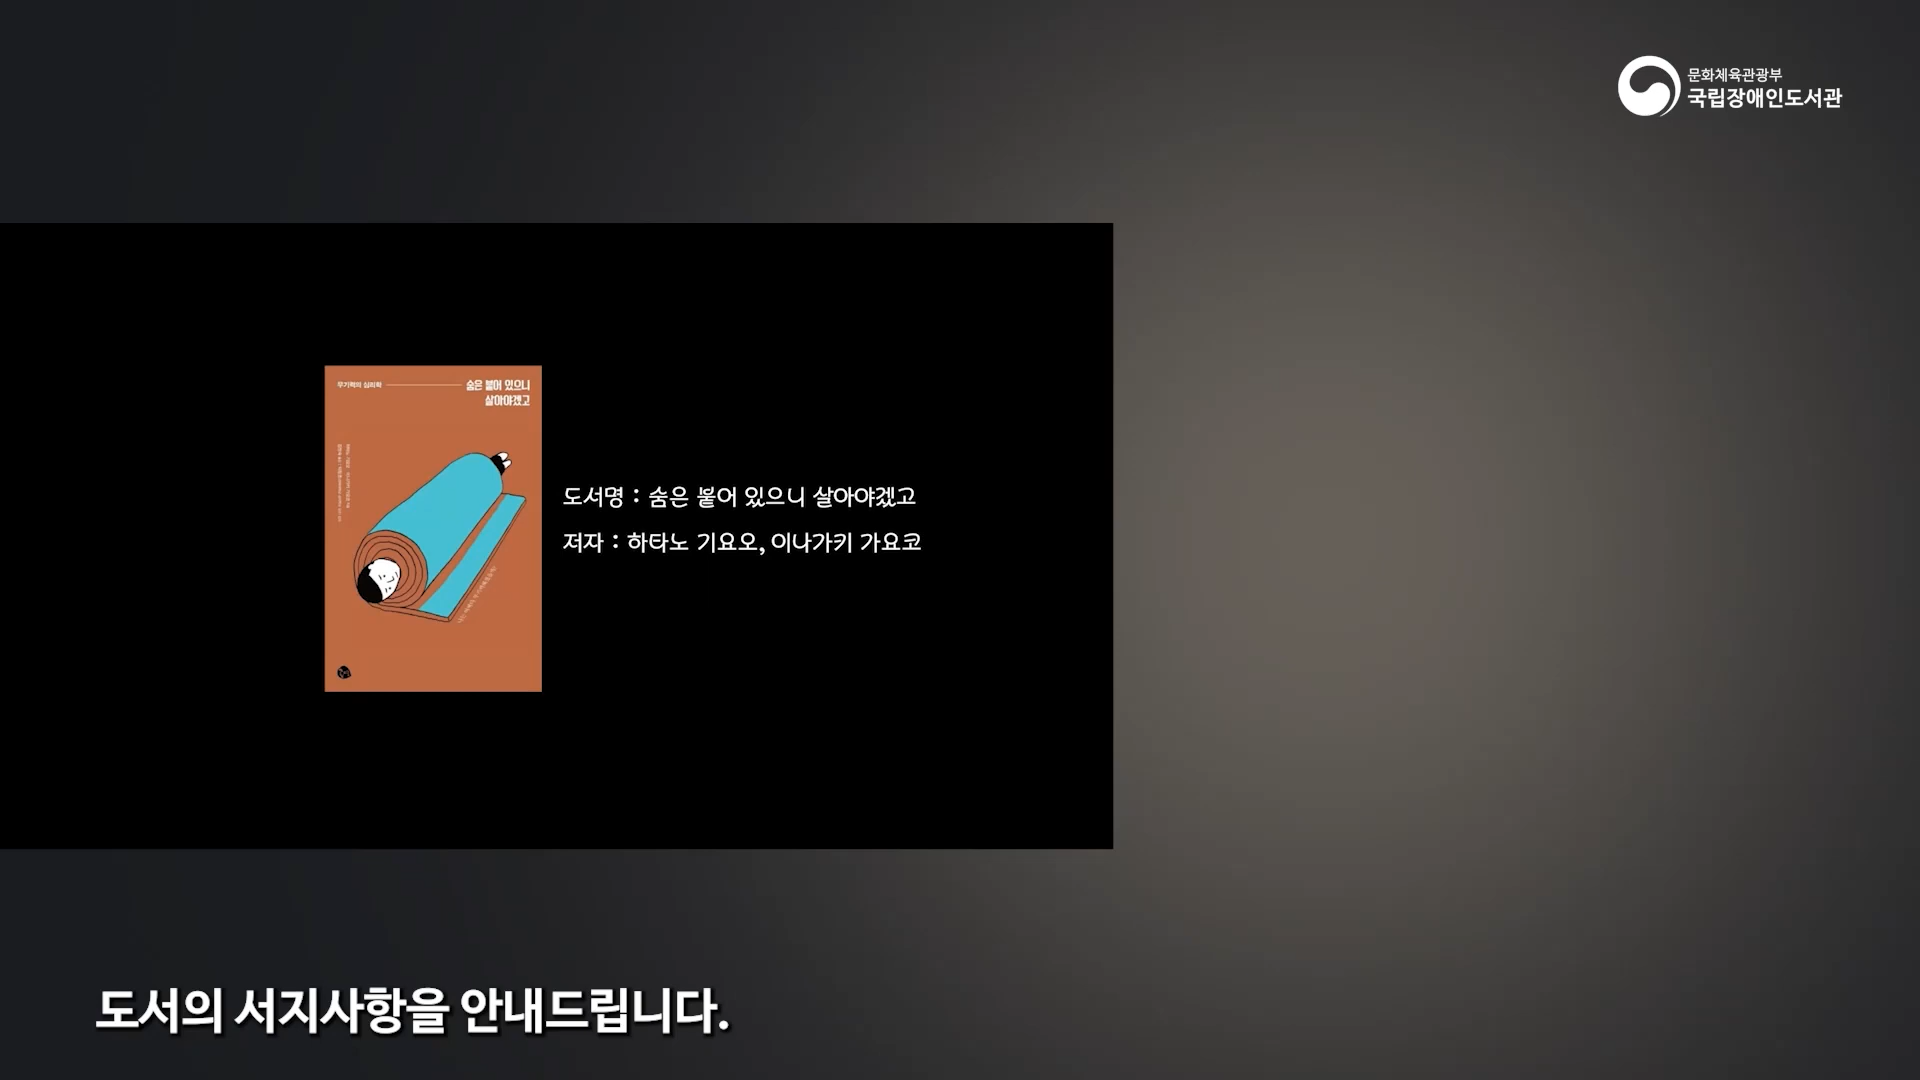 문화체육관광부
국립장애인도서관
무기력의 심리학
숨은 붙어 있으니
살아야겠고
도서명 : 숨은 붙어 있으니 살아야겠고
저자 : 하타노 기요오, 이나가키 가요코
도서의 서지사항을 안내드립니다.